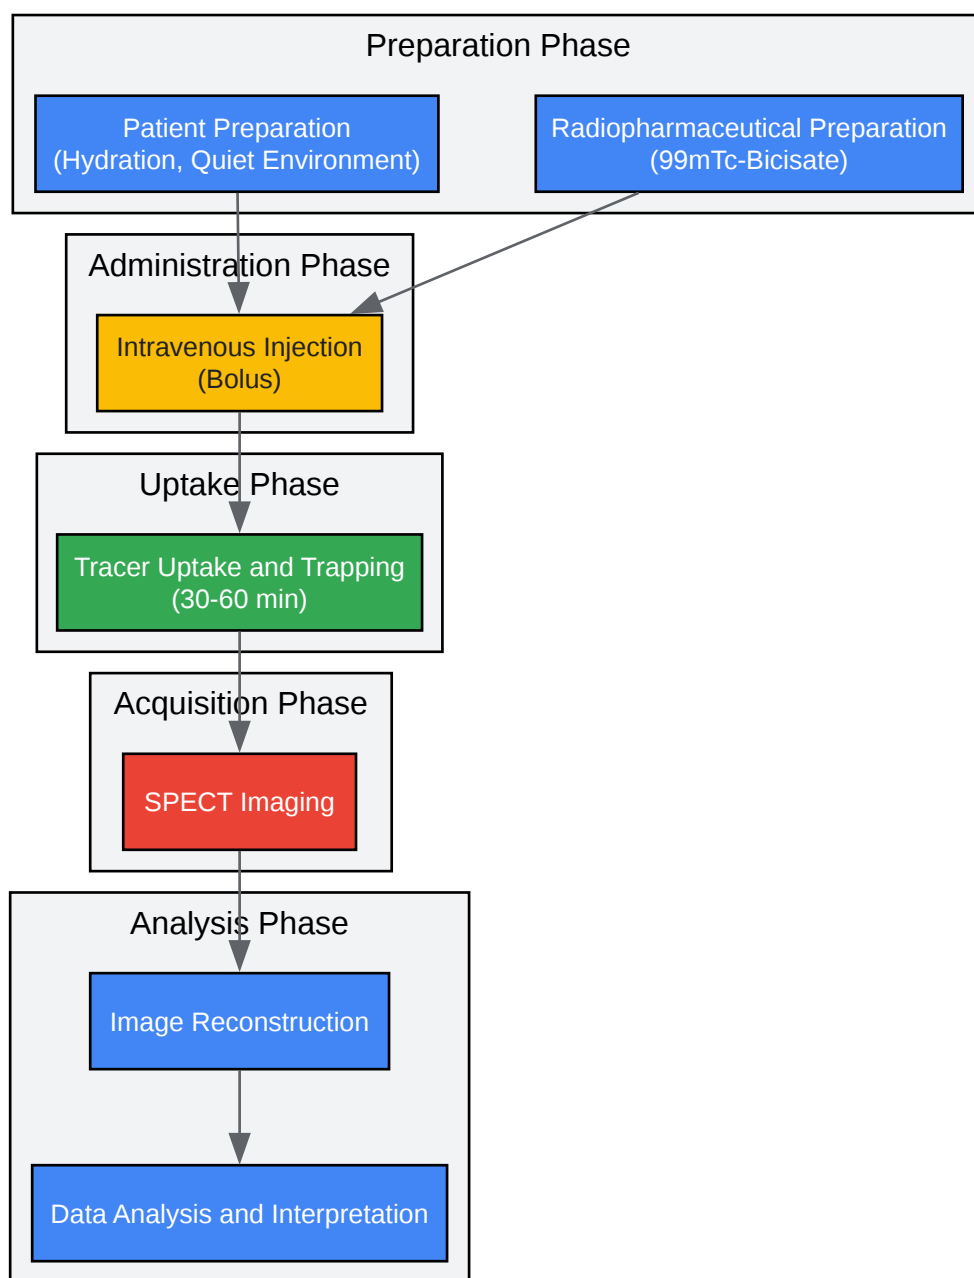 Preparation Phase
Patient Preparation
(Hydration, Quiet Environment)
Radiopharmaceutical Preparation
(99mTc-Bicisate)
Administration Phase
Intravenous Injection
(Bolus)
Uptake Phase
Tracer Uptake and Trapping
(30-60 min)
Acquisition Phase
SPECT Imaging
Analysis Phase
Image Reconstruction
Data Analysis and Interpretation